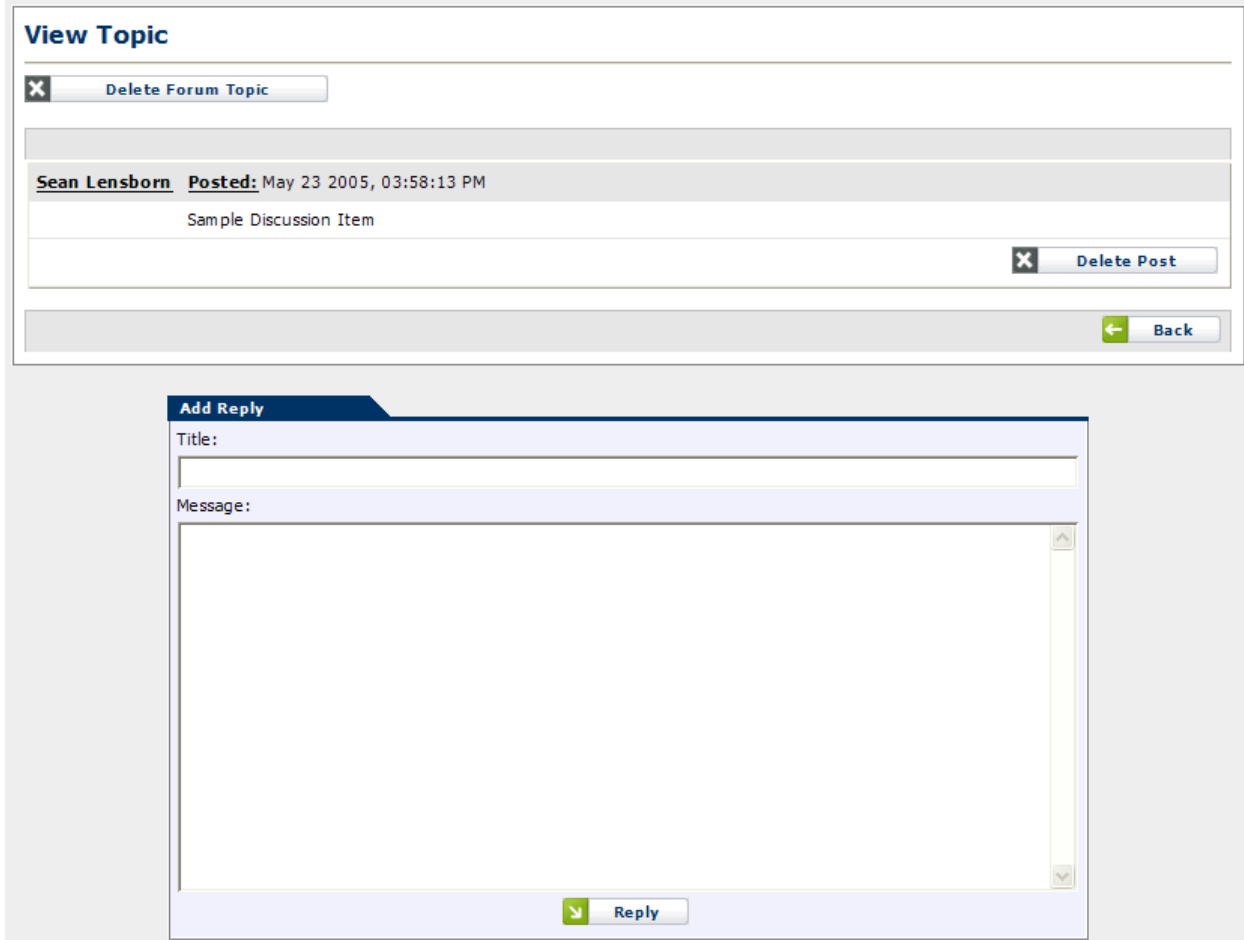 View Topic
Delete Forum Topic
Sean Lensborn Posted: May 23 2005, 03:58:13 PM
Sample Discussion Item
Delete Post
Back
Add Reply
Title:
Message:
Reply